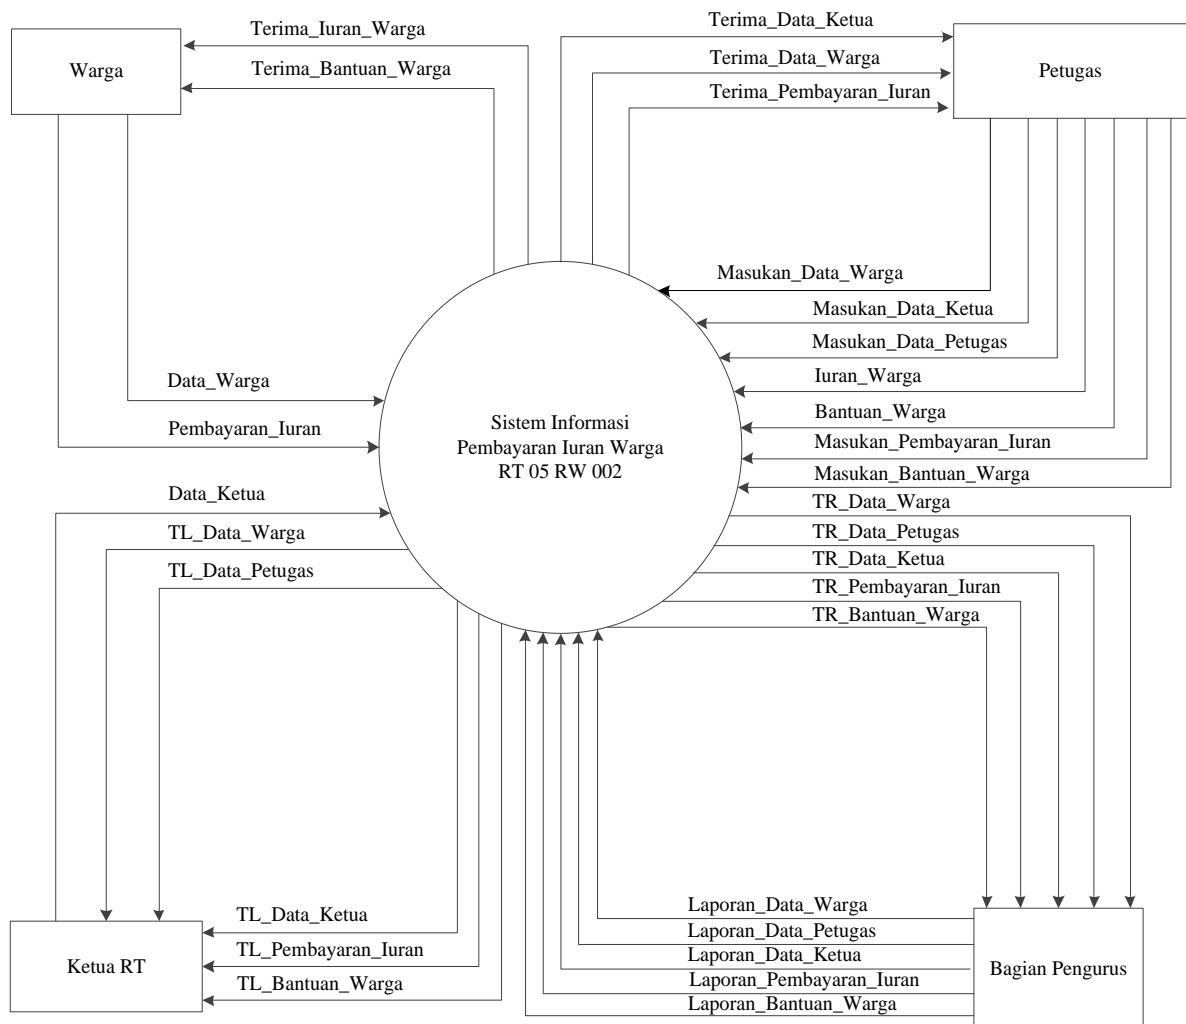 Terima_Iuran_Warga
Terima_Bantuan_Warga
Warga
Terima_Data_Ketua
Terima_Data_Warga
Terima_Pembayaran_Iuran
Petugas
Masukan_Data_Warga
Masukan_Data_Ketua
Masukan_Data_Petugas
Iuran_Warga
Bantuan_Warga
Masukan_Pembayaran_Iuran
Masukan_Bantuan_Warga
Data_Warga
Pembayaran_Iuran
Sistem Informasi
Pembayaran Iuran Warga
RT 05 RW 002
Data_Ketua
TL_Data_Warga
TL_Data_Petugas
TR_Data_Warga
TR_Data_Petugas
TR_Data_Ketua
TR_Pembayaran_Iuran
TR_Bantuan_Warga
TL_Data_Ketua
TL_Pembayaran_Iuran
TL_Bantuan_Warga
Ketua RT
Laporan_Data_Warga
Laporan_Data_Petugas
Laporan_Data_Ketua
Laporan_Pembayaran_Iuran
Laporan_Bantuan_Warga
Bagian Pengurus